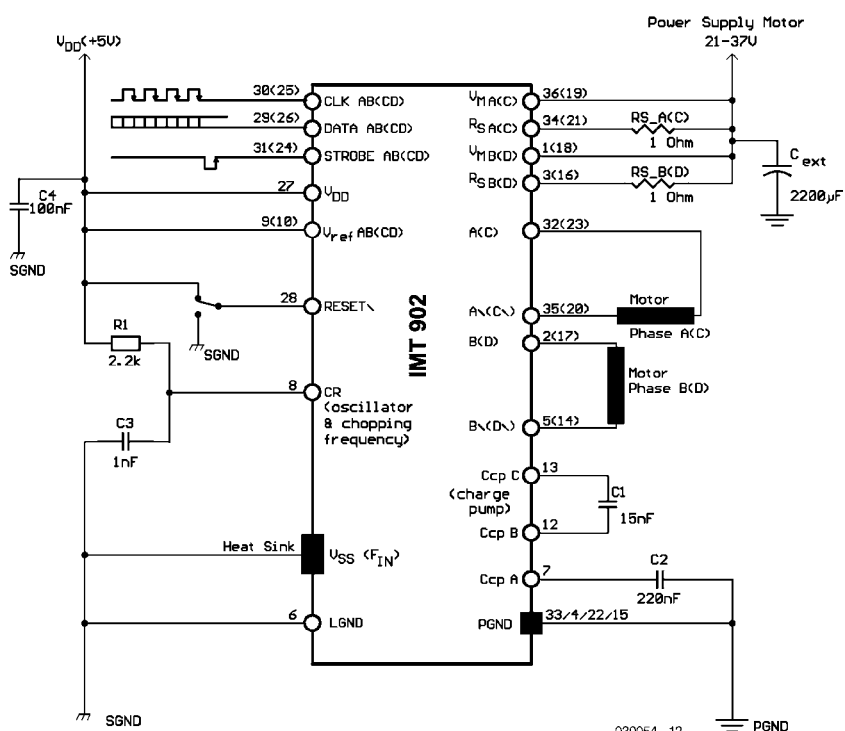 Power Supply Motor
21-37V
VDD(+5V)
30(25)
CLK AB(CD)
29(26)
DATA AB(CD)
31(24)
STROBE AB(CD)
27
VDD
9(10)
Vref AB(CD)
C4
100nF
SGND
28
RESET\
SGND
R1
2.2k
8
CR
(oscillator
& chopping
frequency)
C3
1nF
Heat Sink
VSS (FIN)
6
LGND
SGND
IMT 902
VM A(C)
36(19)
RS A(C)
34(21)
RS_A(C)
1 Ohm
VM B(D)
1(18)
RS B(D)
3(16)
RS_B(D)
1 Ohm
Cext
2200µF
A(C)
32(23)
A\(C\)
35(20)
Motor
Phase A(C)
B(D)
2(17)
Motor
Phase B(D)
B\(D\)
5(14)
Ccp C
13
(charge
pump)
C1
15nF
Ccp B
12
Ccp A
7
C2
220nF
PGND
33/4/22/15
PGND